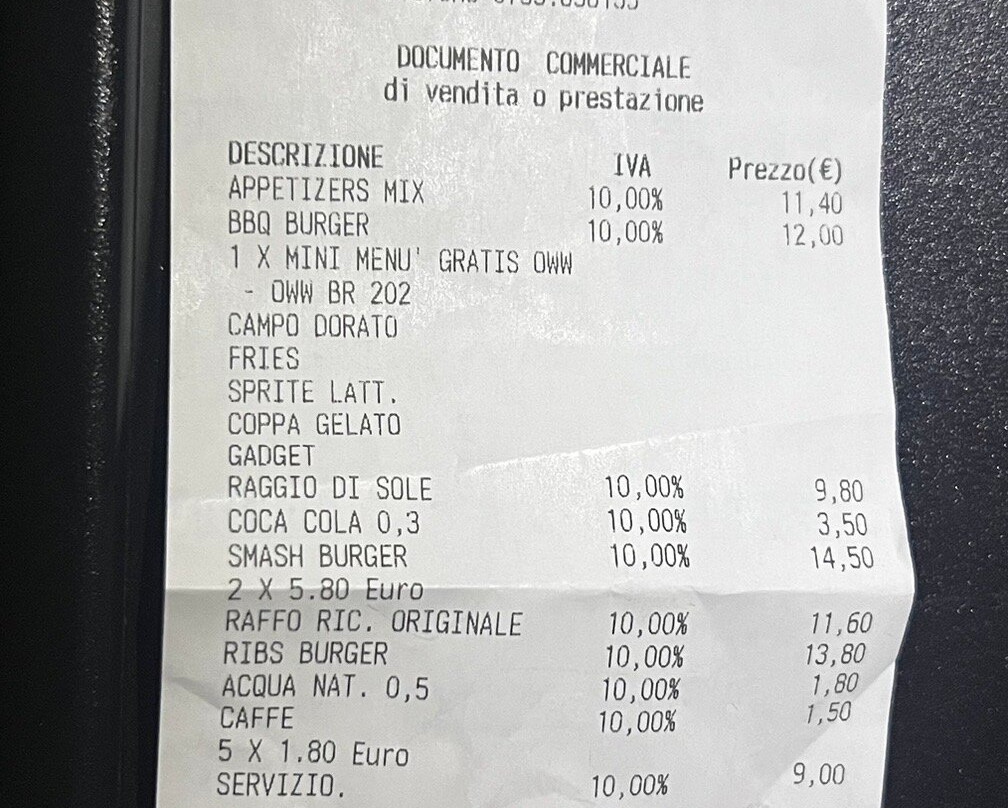 DOCUMENTO COMMERCIALE
di vendita o prestazione
DESCRIZIONE IVA Prezzo(€)
APPETIZERS MIX 10,00% 11,40
BBQ BURGER 10,00% 12,00
1 X MINI MENU' GRATIS OWW
- OWW BR 202
CAMPO DORATO
FRIES
SPRITE LATT.
COPPA GELATO
GADGET
RAGGIO DI SOLE 10,00% 9,80
COCA COLA 0,3 10,00% 3,50
SMASH BURGER 10,00% 14,50
2 X 5.80 Euro
RAFFO RIC. ORIGINALE 10,00% 11,60
RIBS BURGER 10,00% 13,80
ACQUA NAT. 0,5 10,00% 1,80
CAFFE 10,00% 1,50
5 X 1.80 Euro
SERVIZIO. 10,00% 9,00